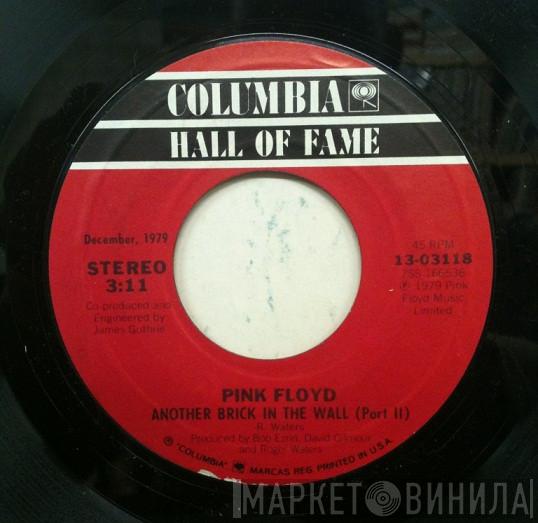 COLUMBIA
HALL OF FAME
December, 1979
STEREO
3:11
Co-produced and
Engineered by
James Guthrie
45 RPM
13-03118
ZSS 166536
℗ 1979 Pink
Floyd Music
Limited
PINK FLOYD
ANOTHER BRICK IN THE WALL (Part II)
-R. Waters-
Produced by Bob Ezrin, David Gilmour
and Roger Waters
® "COLUMBIA" MARCAS REG. PRINTED IN U.S.A.
МАРКЕТ ВИНИЛА